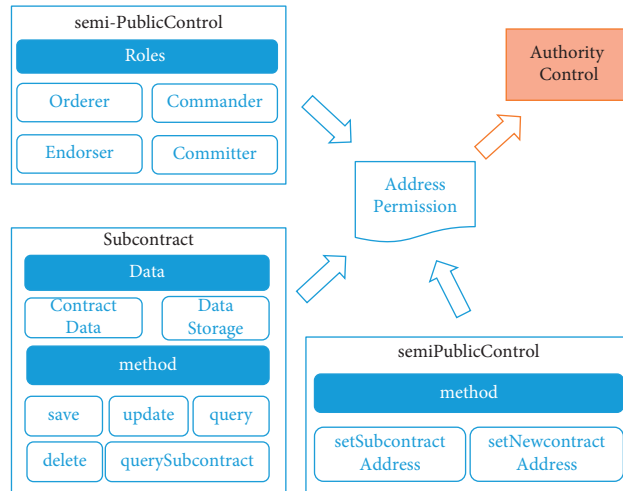 semi-PublicControl
Roles
Orderer
Commander
Endorser
Committer
Authority
Control
Address
Permission
Subcontract
Data
Contract
Data
Data
Storage
method
save
update
query
delete
querySubcontract
semiPublicControl
method
setSubcontract
Address
setNewcontract
Address